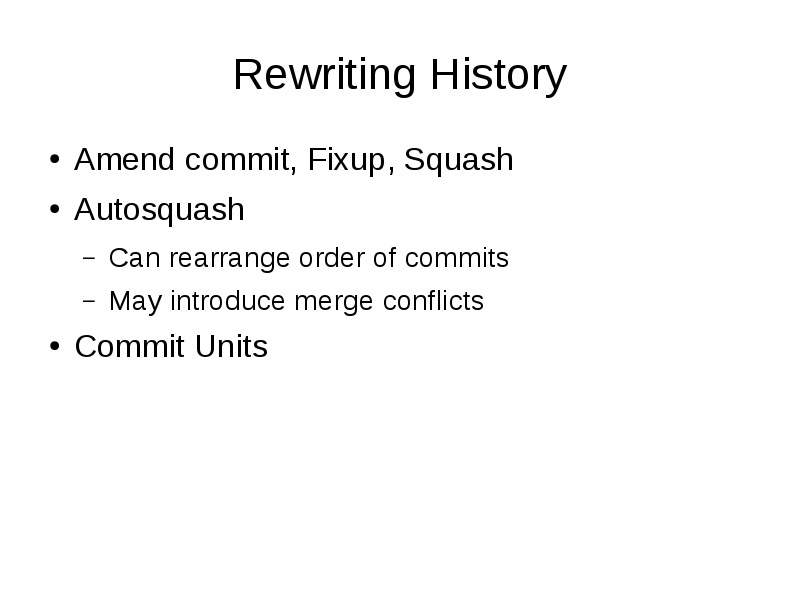 Rewriting History
• Amend commit, Fixup, Squash
• Autosquash
– Can rearrange order of commits
– May introduce merge conflicts
• Commit Units